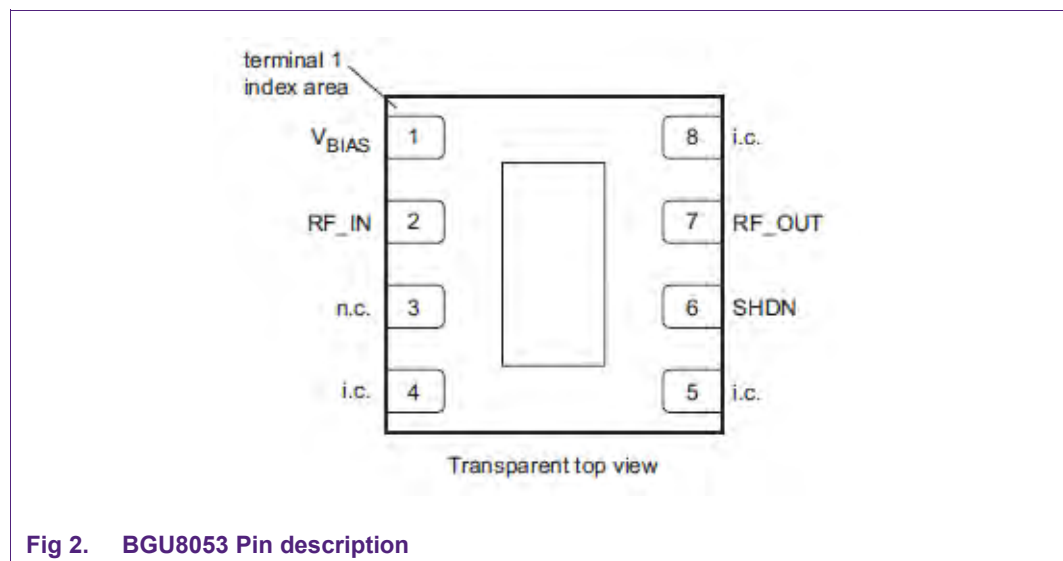 terminal 1
index area
VBIAS 1
8 i.c.
RF_IN 2
7 RF_OUT
n.c. 3
6 SHDN
i.c. 4
5 i.c.
Transparent top view
Fig 2. BGU8053 Pin description